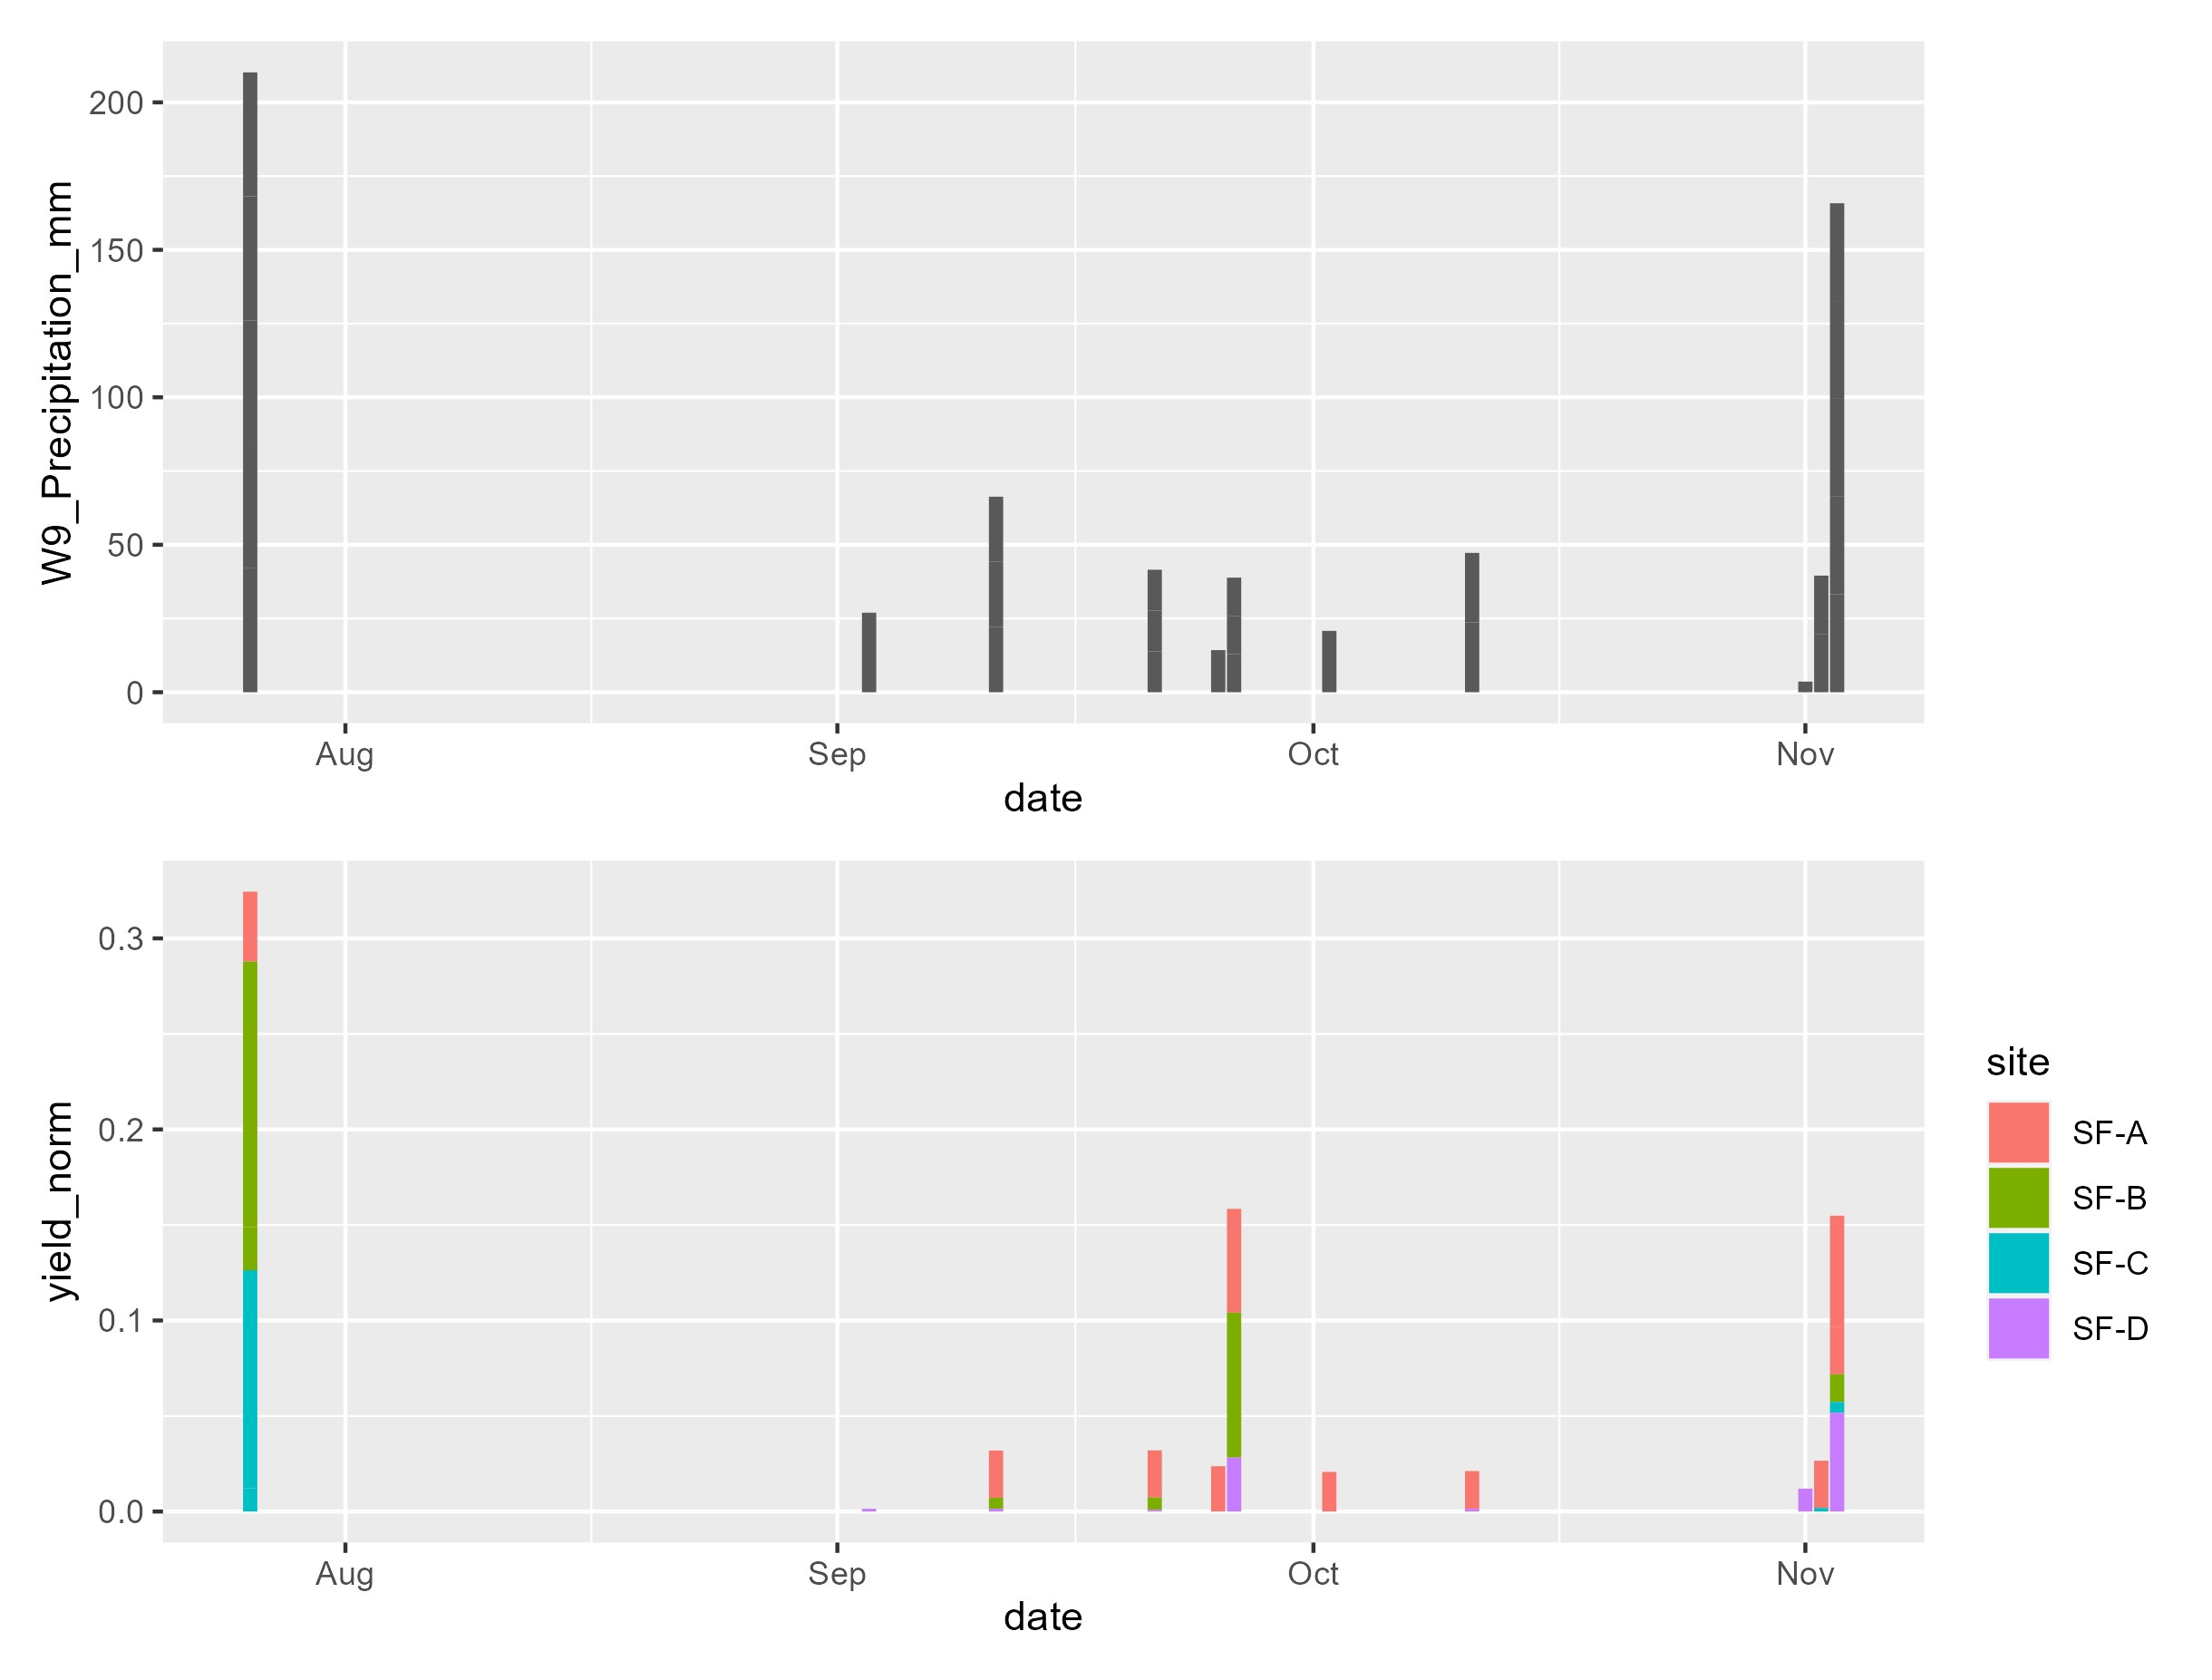 W9_Precipitation_mm
200
150
100
50
0
Aug Sep Oct Nov
date
yield_norm
0.3
0.2
0.1
0.0
Aug Sep Oct Nov
date
site
SF-A
SF-B
SF-C
SF-D